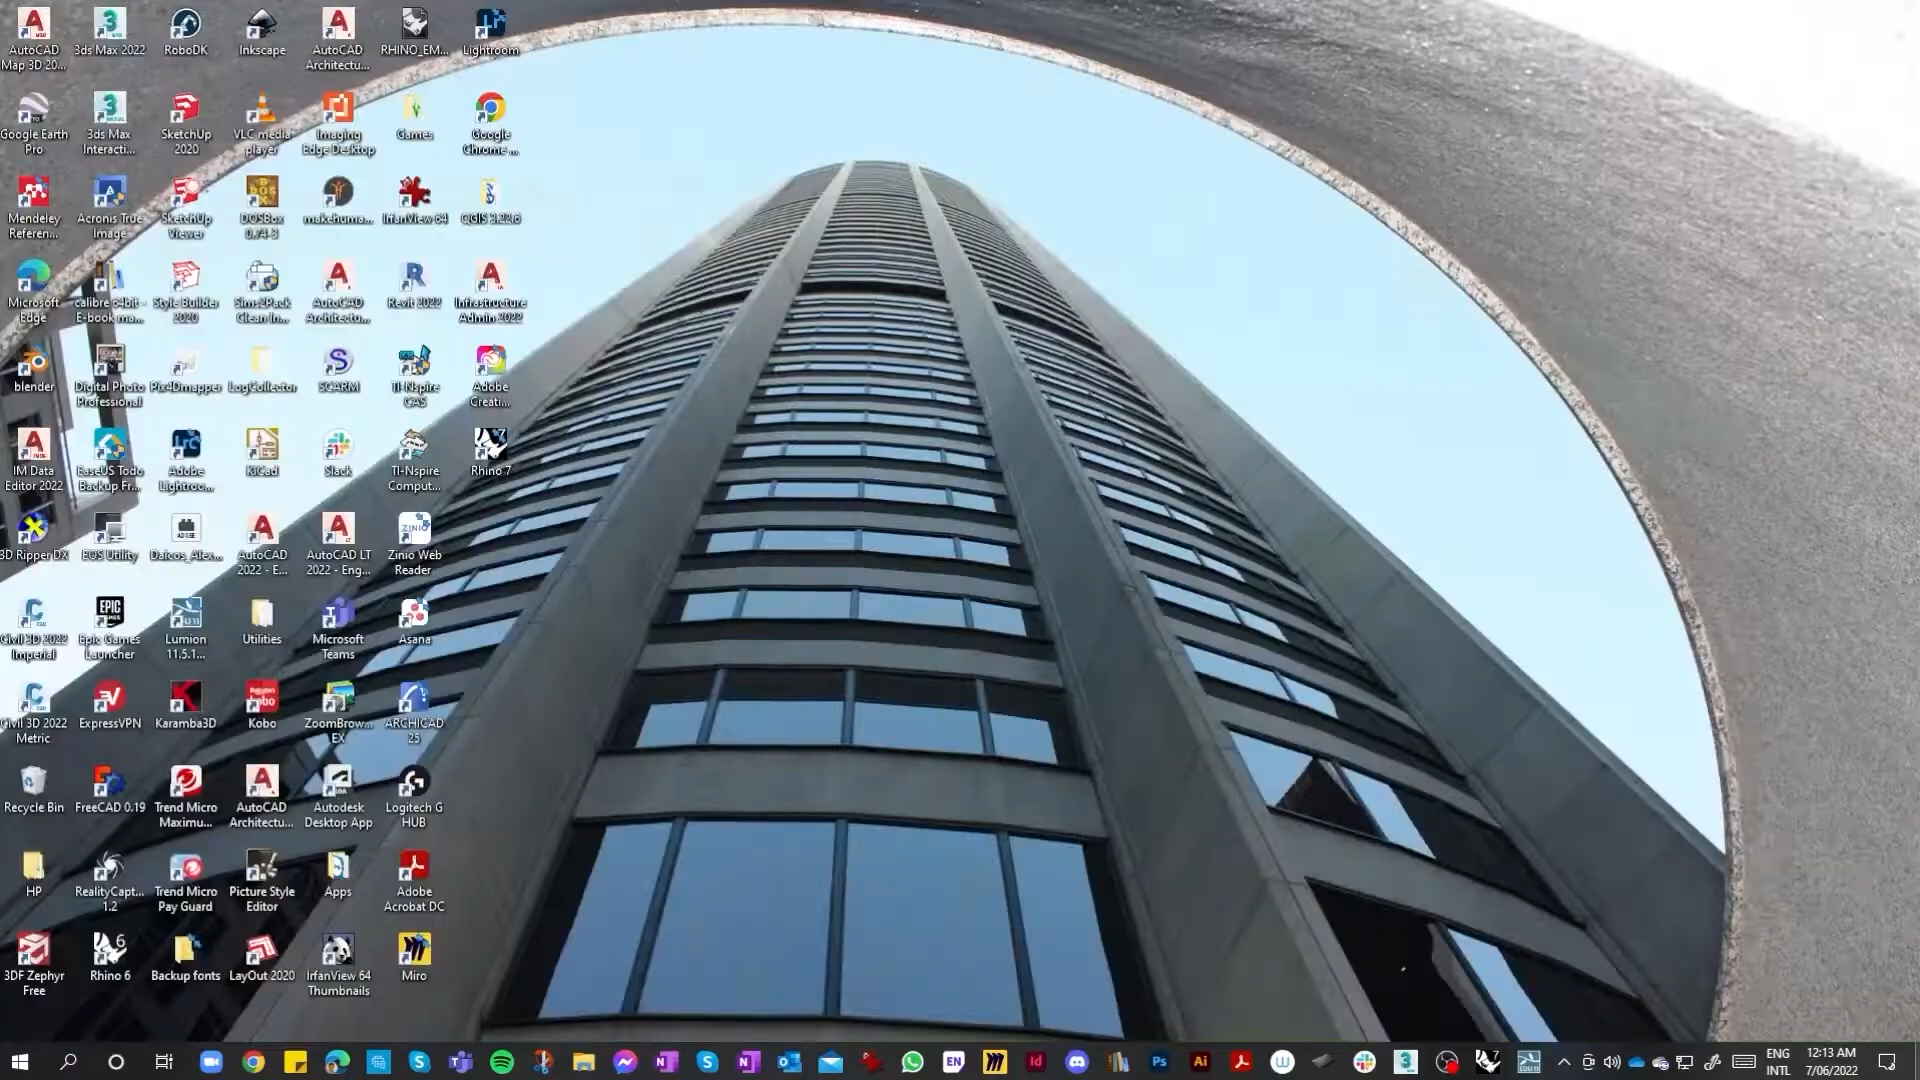 AutoCAD
Map 3D 20...
3ds Max 2022
RoboDK
Inkscape
AutoCAD
Architectu...
RHINO_EM...
Lightroom
Google Earth
Pro
3ds Max
Interacti...
SketchUp
2020
VLC media
player
Imaging
Edge Desktop
Games
Google
Chrome ...
Mendeley
Referen...
Acronis True
Image
SketchUp
Viewer
DOSBox
0.74-3
makehuma...
IrfanView 64
QGIS 3.22.6
Microsoft
Edge
calibre 64bit -
E-book ma...
Style Builder
2020
Sims2Pack
Clean In...
AutoCAD
Architectu...
Revit 2022
Infrastructure
Admin 2022
blender
Digital Photo
Professional
Pix4Dmapper
LogCollector
SCARM
TI-Nspire
CAS
Adobe
Creati...
IM Data
Editor 2022
EaseUS Todo
Backup Fr...
Adobe
Lightroo...
KiCad
Slack
TI-Nspire
Comput...
Rhino 7
3D Ripper DX
EOS Utility
Daicos_Alex...
AutoCAD
2022 - E...
AutoCAD LT
2022 - Eng...
Zinio Web
Reader
Civil 3D 2022
Imperial
Epic Games
Launcher
Lumion
11.5.1...
Utilities
Microsoft
Teams
Asana
Civil 3D 2022
Metric
ExpressVPN
Karamba3D
Kobo
ZoomBrow...
EX
ARCHICAD
25
Recycle Bin
FreeCAD 0.19
Trend Micro
Maximu...
AutoCAD
Architectu...
Autodesk
Desktop App
Logitech G
HUB
HP
RealityCapt...
1.2
Trend Micro
Pay Guard
Picture Style
Editor
Apps
Adobe
Acrobat DC
3DF Zephyr
Free
Rhino 6
Backup fonts
LayOut 2020
IrfanView 64
Thumbnails
Miro
EN
Id
Ps
Ai
ENG
INTL
12:13 AM
7/06/2022